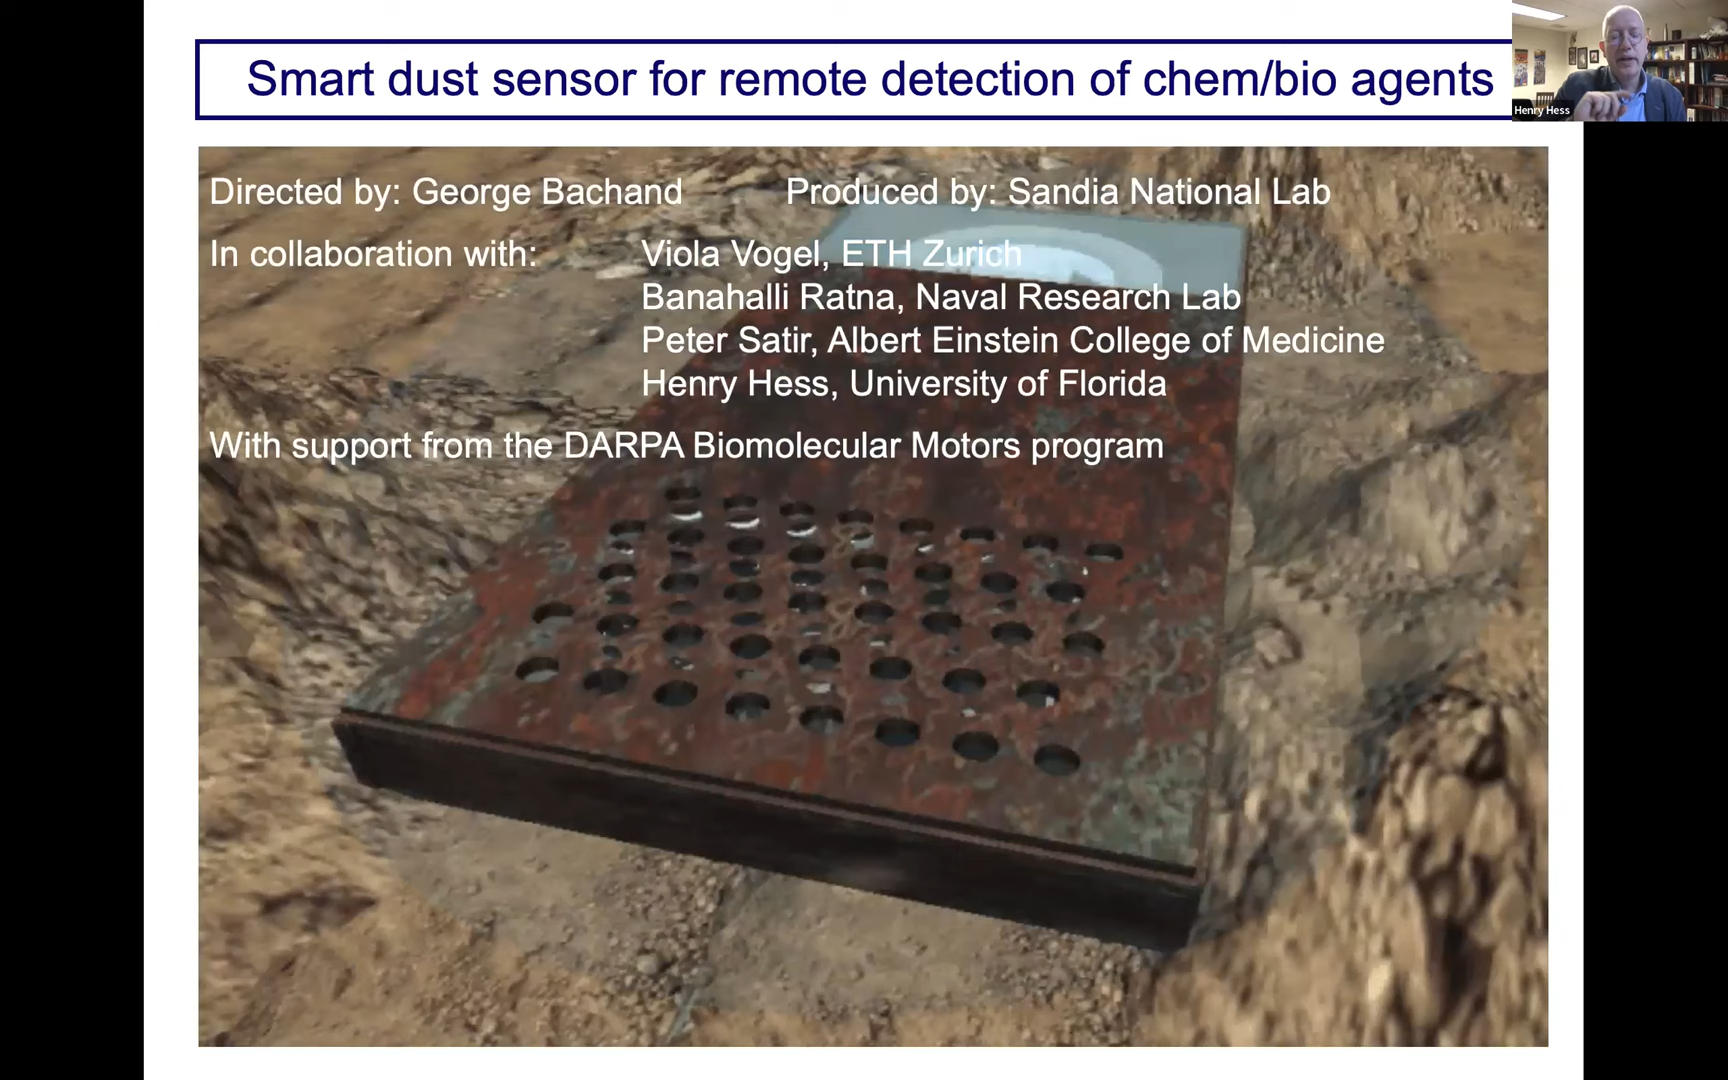 Smart dust sensor for remote detection of chem/bio agents
Henry Hess
Directed by: George Bachand Produced by: Sandia National Lab
In collaboration with: Viola Vogel, ETH Zurich
Banahalli Ratna, Naval Research Lab
Peter Satir, Albert Einstein College of Medicine
Henry Hess, University of Florida
With support from the DARPA Biomolecular Motors program